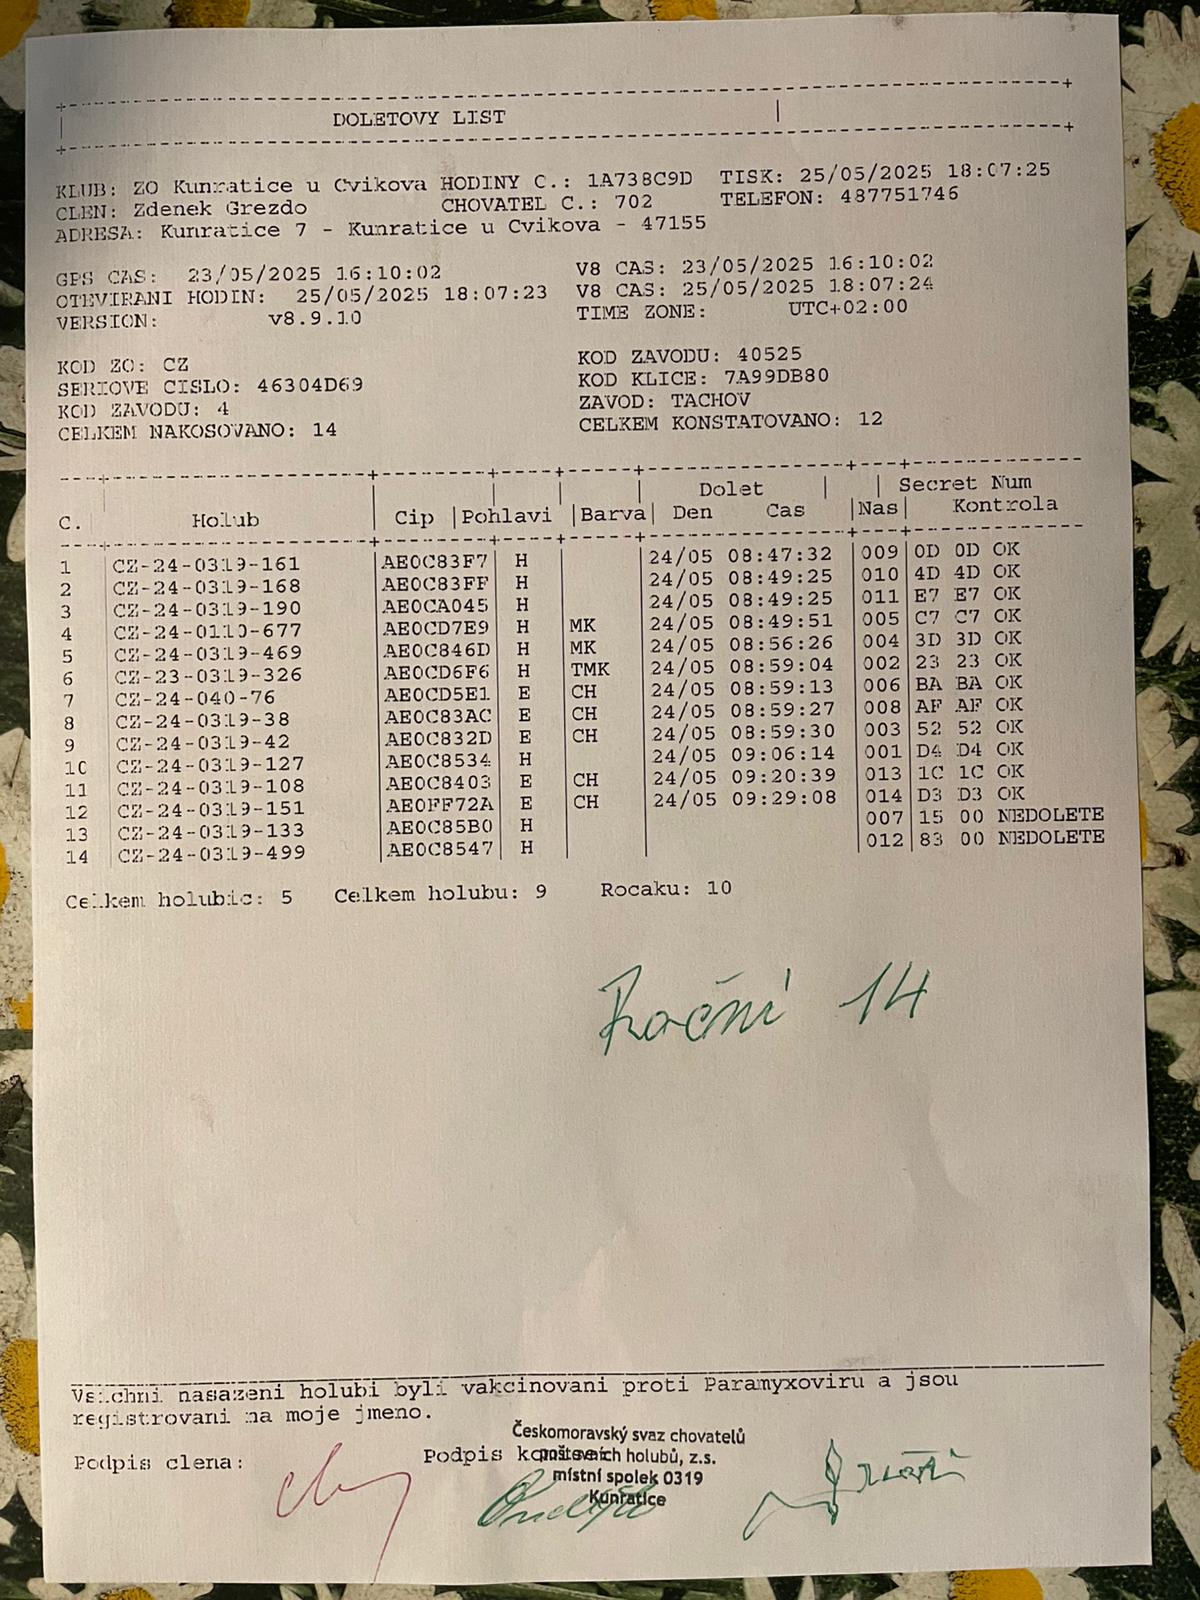 DOLETOVY LIST
KLUB: ZO Kunratice u Cvikova HODINY C.: 1A738C9D TISK: 25/05/2025 18:07:25
CLEN: Zdenek Grezdo CHOVATEL C.: 702 TELEFON: 487751746
ADRESA: Kunratice 7 - Kunratice u Cvikova - 47155
GPS CAS: 23/05/2025 16:10:02 V8 CAS: 23/05/2025 16:10:02
OTEVIRANI HODIN: 25/05/2025 18:07:23 V8 CAS: 25/05/2025 18:07:24
VERSION: v8.9.10 TIME ZONE: UTC+02:00
KOD ZO: CZ KOD ZAVODU: 40525
SERIOVE CISLO: 46304D69 KOD KLICE: 7A99DB80
KOD ZAVODU: 4 ZAVOD: TACHOV
CELKEM NAKOSOVANO: 14 CELKEM KONSTATOVANO: 12
Dolet Secret Num
C. Holub Cip Pohlavi Barva Den Cas Nas Kontrola
1 CZ-24-0319-161 AE0C83F7 H 24/05 08:47:32 009 0D 0D OK
2 CZ-24-0319-168 AE0C83FF H 24/05 08:49:25 010 4D 4D OK
3 CZ-24-0319-190 AE0CA045 H 24/05 08:49:25 011 E7 E7 OK
4 CZ-24-0110-677 AE0CD7E9 H MK 24/05 08:49:51 005 C7 C7 OK
5 CZ-24-0319-469 AE0C846D H MK 24/05 08:56:26 004 3D 3D OK
6 CZ-23-0319-326 AE0CD6F6 H TMK 24/05 08:59:04 002 23 23 OK
7 CZ-24-040-76 AE0CD5E1 E CH 24/05 08:59:13 006 BA BA OK
8 CZ-24-0319-38 AE0C83AC E CH 24/05 08:59:27 008 AF AF OK
9 CZ-24-0319-42 AE0C832D E CH 24/05 08:59:30 003 52 52 OK
10 CZ-24-0319-127 AE0C8534 H 24/05 09:06:14 001 D4 D4 OK
11 CZ-24-0319-108 AE0C8403 E CH 24/05 09:20:39 013 1C 1C OK
12 CZ-24-0319-151 AE0FF72A E CH 24/05 09:29:08 014 D3 D3 OK
13 CZ-24-0319-133 AE0C85B0 H 007 15 00 NEDOLETE
14 CZ-24-0319-499 AE0C8547 H 012 83 00 NEDOLETE
Celkem holubic: 5 Celkem holubu: 9 Rocaku: 10
Roční 14
Vsichni nasazeni holubi byli vakcinovani proti Paramyxoviru a jsou
registrovani na moje jmeno.
Podpis clena: Podpis
Českomoravský svaz chovatelů
poštovních holubů, z.s.
místní spolek 0319
Kunratice